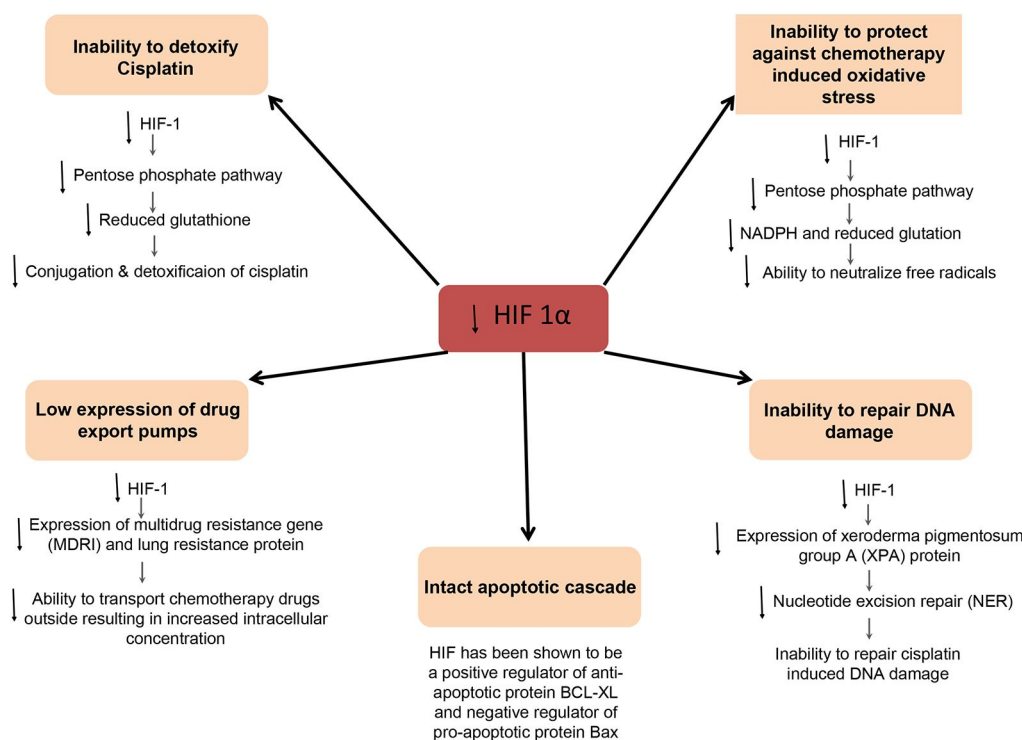 Inability to detoxify
Cisplatin
↓ HIF-1
↓ Pentose phosphate pathway
↓ Reduced glutathione
↓ Conjugation & detoxificaion of cisplatin
Inability to protect
against chemotherapy
induced oxidative
stress
↓ HIF-1
↓ Pentose phosphate pathway
↓ NADPH and reduced glutation
↓ Ability to neutralize free radicals
↓ HIF 1α
Low expression of drug
export pumps
↓ HIF-1
↓ Expression of multidrug resistance gene
(MDRI) and lung resistance protein
↓ Ability to transport chemotherapy drugs
outside resulting in increased intracellular
concentration
Intact apoptotic cascade
HIF has been shown to be
a positive regulator of anti-
apoptotic protein BCL-XL
and negative regulator of
pro-apoptotic protein Bax
Inability to repair DNA
damage
↓ HIF-1
↓ Expression of xeroderma pigmentosum
group A (XPA) protein
↓ Nucleotide excision repair (NER)
Inability to repair cisplatin
induced DNA damage